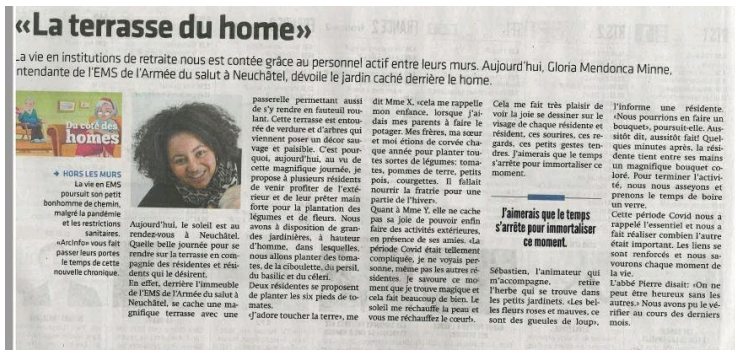 «La terrasse du home»
La vie en institutions de retraite nous est contée grâce au personnel actif entre leurs murs. Aujourd'hui, Gloria Mendonca Minne,
intendante de l'EMS de l'Armée du salut à Neuchâtel, dévoile le jardin caché derrière le home.
Du côté des
homes
→ HORS LES MURS
La vie en EMS
poursuit son petit
bonhomme de chemin,
malgré la pandémie
et les restrictions
sanitaires.
«ArcInfo» vous fait
passer leurs portes
le temps de cette
nouvelle chronique.
Aujourd'hui, le soleil est au
rendez-vous à Neuchâtel.
Quelle belle journée pour se
rendre sur la terrasse en com-
pagnie des résidentes et rési-
dents qui le désirent.
En effet, derrière l'immeuble
de l'EMS de l'Armée du salut à
Neuchâtel, se cache une ma-
gnifique terrasse avec une
passerelle permettant aussi
de s'y rendre en fauteuil rou-
lant. Cette terrasse est entou-
rée de verdure et d'arbres qui
viennent poser un décor sau-
vage et paisible. C'est pour-
quoi, aujourd'hui, au vu de
cette magnifique journée, je
propose à plusieurs résidents
de venir profiter de l'extérieur
et de leur prêter main
forte pour la plantation des
légumes et de fleurs. Nous
avons à disposition de gran-
des jardinières, à hauteur
d'homme, dans lesquelles,
nous allons planter des toma-
tes, de la ciboulette, du persil,
du basilic et du céleri.
Deux résidentes se proposent
de planter les six pieds de to-
mates.
«J'adore toucher la terre», me
dit Mme X, «cela me rappelle
mon enfance, lorsque j'ai-
dais mes parents à faire le
potager. Mes frères, ma sœur
et moi étions de corvée cha-
que année pour planter tou-
tes sortes de légumes: toma-
tes, pommes de terre, petits
pois, courgettes. Il fallait
nourrir la fratrie pour une
partie de l'hiver».
Quant à Mme Y, elle ne cache
pas sa joie de pouvoir enfin
faire des activités extérieures,
en présence de ses amies. «La
période Covid était tellement
compliquée, je ne voyais per-
sonne, même pas les autres ré-
sidentes. Je savoure ce mo-
ment que je trouve magique et
cela fait beaucoup de bien. Le
soleil me réchauffe la peau et
vous me réchauffez le cœur».
Cela me fait très plaisir de
voir la joie se dessiner sur le
visage de chaque résidente et
résident, ces sourires, ces re-
gards, ces petits gestes ten-
dres. J'aimerais que le temps
s'arrête pour immortaliser ce
moment.
J'aimerais que le temps
s'arrête pour immortaliser
ce moment.
Sébastien, l'animateur qui
m'accompagne, retire
l'herbe qui se trouve dans
les petits jardinets. «Les bel-
les fleurs roses et mauves, ce
sont des gueules de loup»,
l'informe une résidente.
«Nous pourrions en faire un
bouquet», poursuit-elle. Aus-
sitôt dit, aussitôt fait! Quel-
ques minutes après, la rési-
dente tient entre ses mains
un magnifique bouquet co-
loré. Pour terminer l'activi-
té, nous nous asseyons et
prenons le temps de boire
un verre.
Cette période Covid nous a
rappelé l'essentiel et nous a
fait réaliser combien l'autre
était important. Les liens se
sont renforcés et nous sa-
vourons chaque moment de
la vie.
L'abbé Pierre disait: «On ne
peut être heureux sans les
autres.» Nous avons pu le vé-
rifier au cours des derniers
mois.